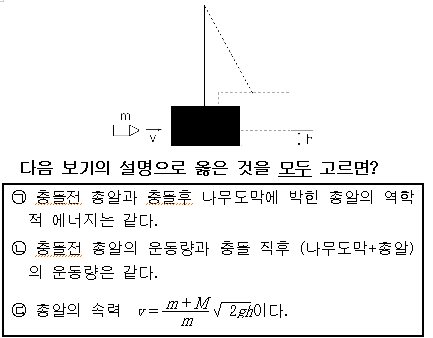 m
v
h
다음 보기의 설명으로 옳은 것을 모두 고르면?
㉠ 충돌전 총알과 충돌후 나무도막에 박힌 총알의 역학
적 에너지는 같다.
㉡ 충돌전 총알의 운동량과 충돌 직후 (나무도막+총알)
의 운동량은 같다.
㉢ 총알의 속력 v = \frac{m+M}{m}\sqrt{2gh}이다.